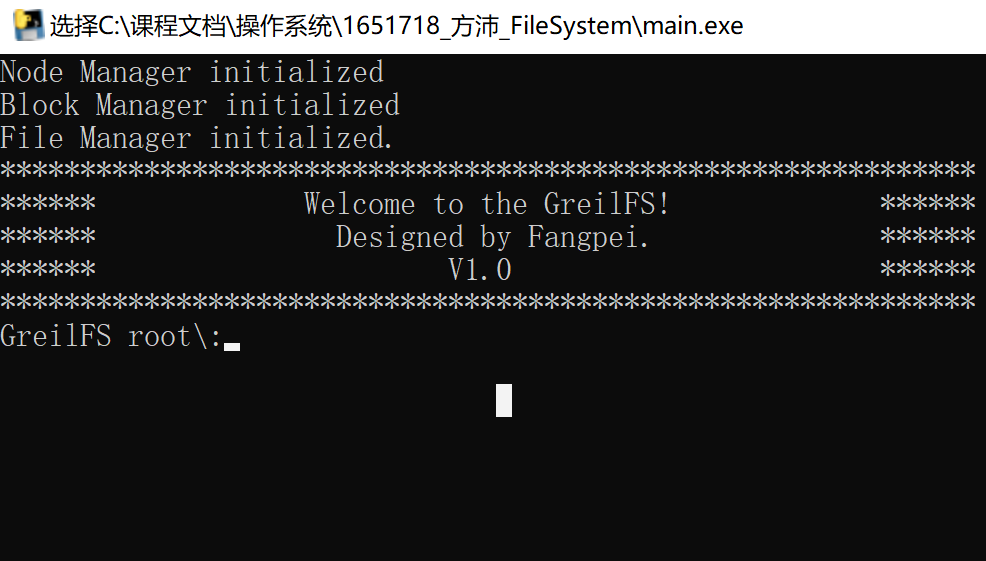 选择C:\课程文档\操作系统\1651718_方沛_FileSystem\main.exe
Node Manager initialized
Block Manager initialized
File Manager initialized.
*************************************************************
****** Welcome to the GreilFS! ******
****** Designed by Fangpei. ******
****** V1.0 ******
*************************************************************
GreilFS root\: